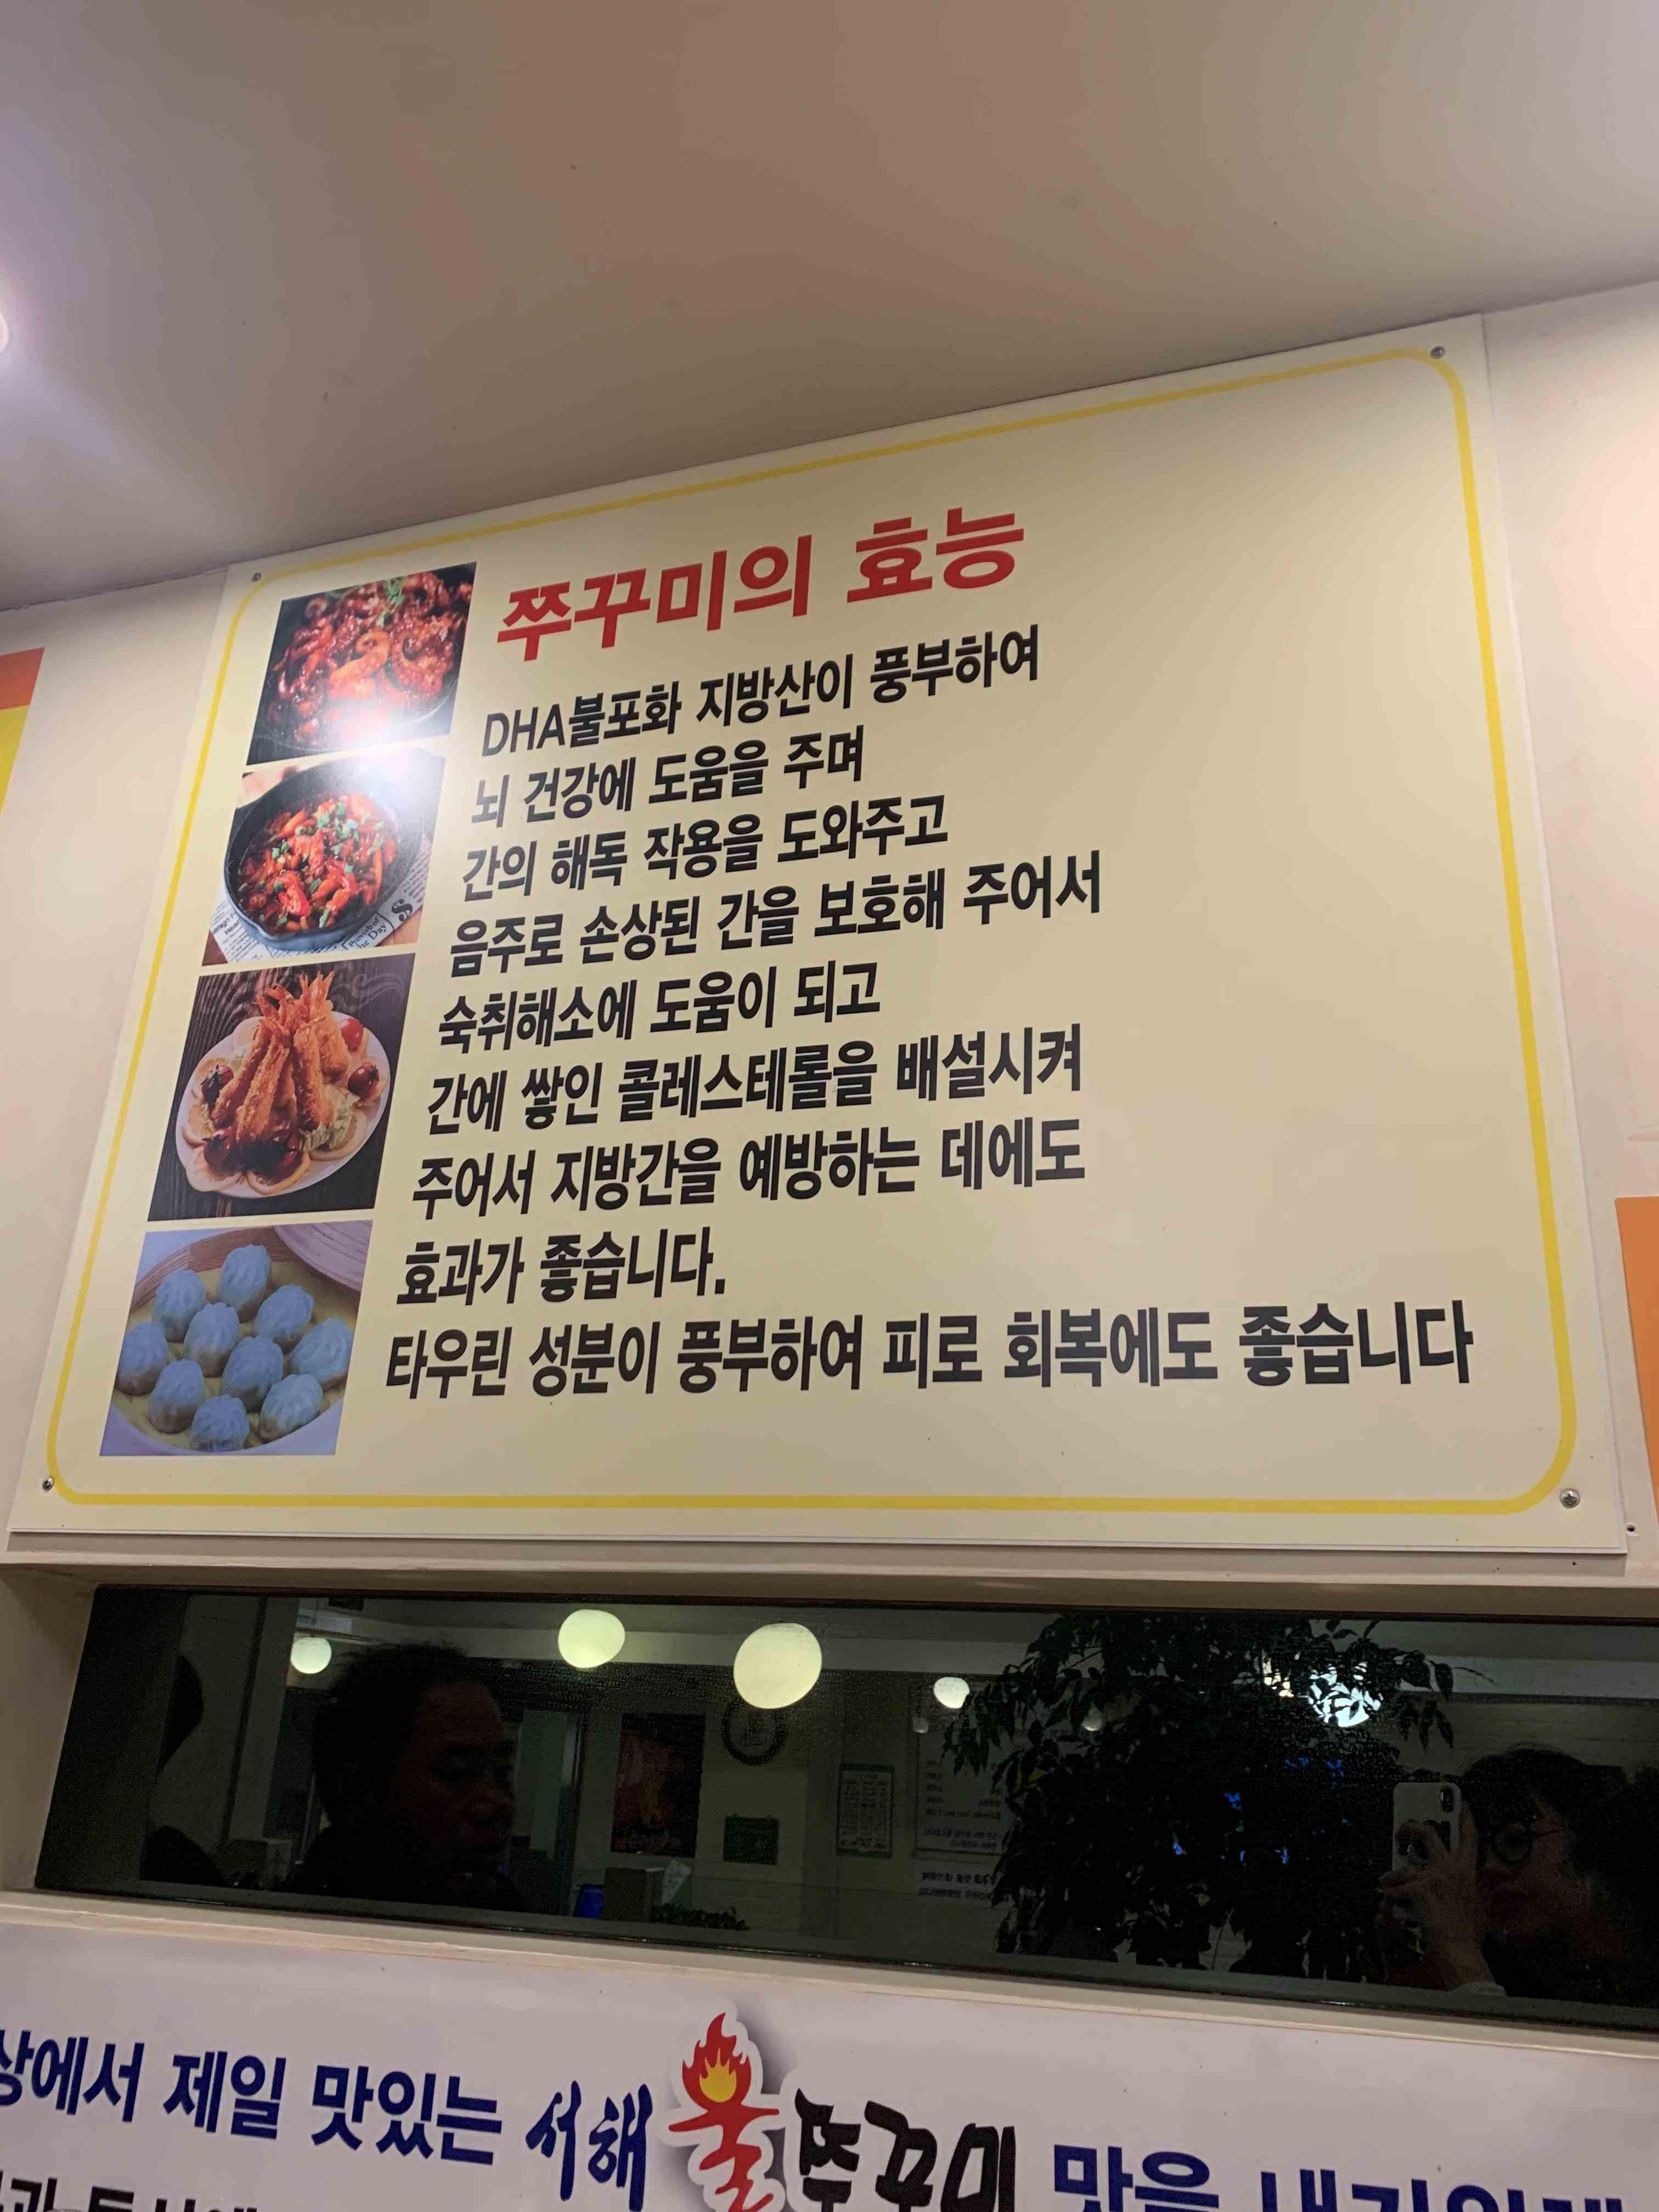 쭈꾸미의 효능
DHA불포화 지방산이 풍부하여
뇌 건강에 도움을 주며
간의 해독 작용을 도와주고
음주로 손상된 간을 보호해 주어서
숙취해소에 도움이 되고
간에 쌓인 콜레스테롤을 배설시켜
주어서 지방간을 예방하는 데에도
효과가 좋습니다.
타우린 성분이 풍부하여 피로 회복에도 좋습니다
상에서 제일 맛있는 서해 불쭈꾸미 맛을